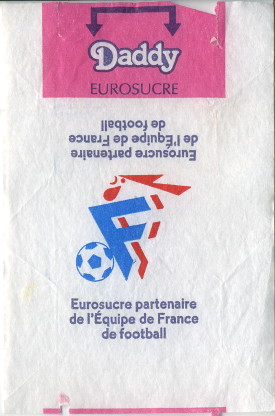 Daddy
EUROSUCRE
Eurosucre partenaire
de l'Équipe de France
de football
Eurosucre partenaire
de l'Équipe de France
de football